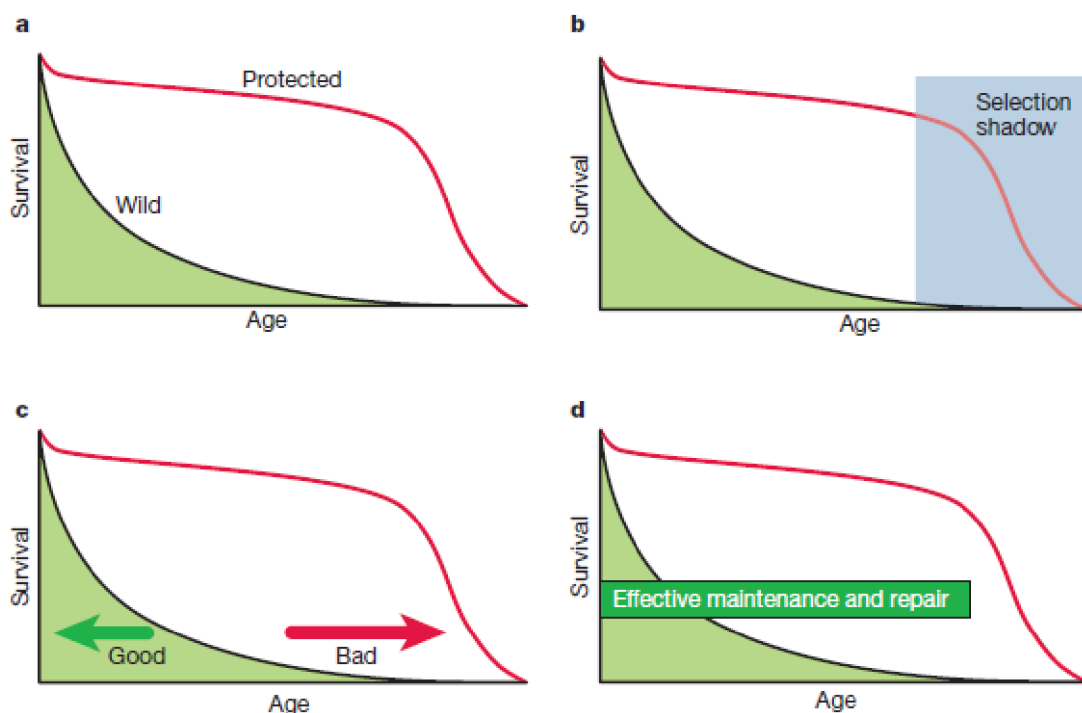 a
Protected
Wild
Survival
Age
b
Selection
shadow
Survival
Age
c
Good
Bad
Survival
Age
d
Effective maintenance and repair
Survival
Age